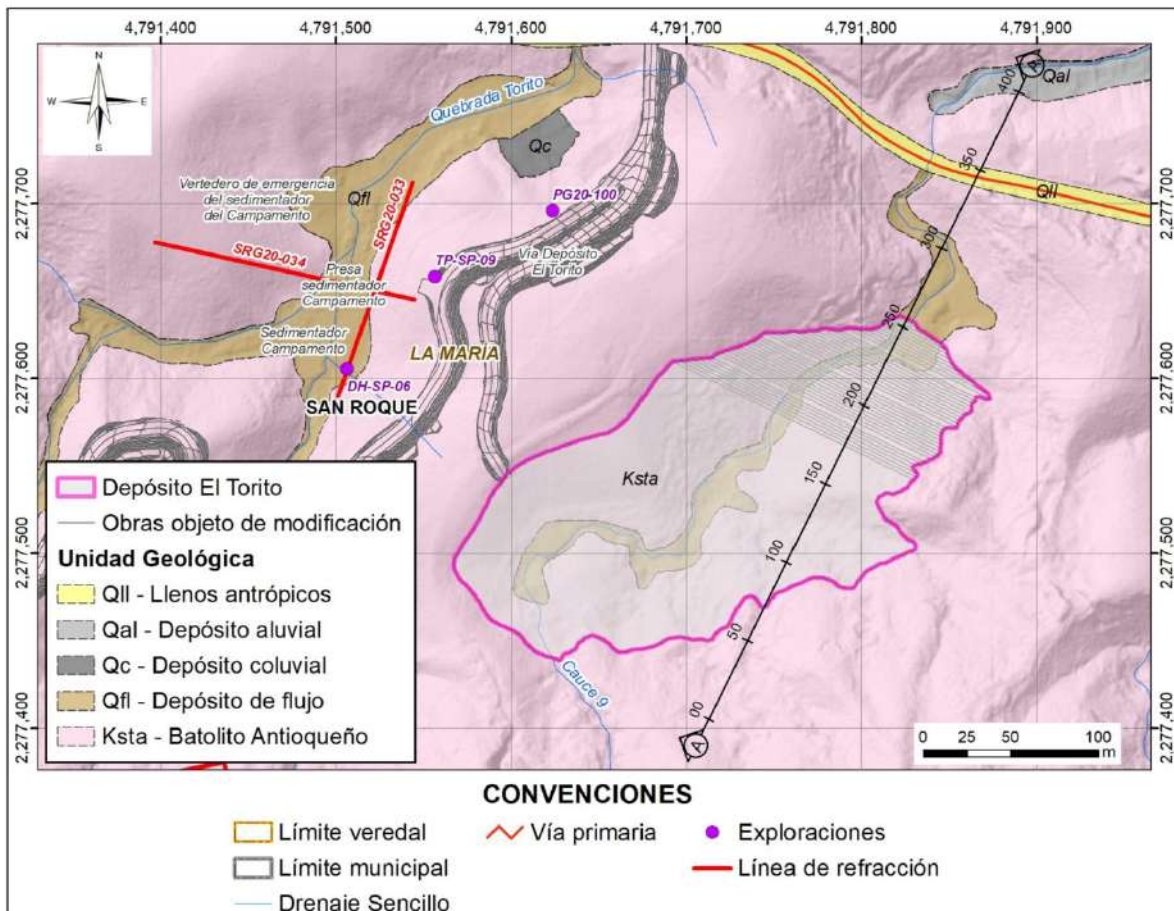 4,791,400
4,791,500
4,791,600
4,791,700
4,791,800
4,791,900
N
W
E
S
2,277,700
2,277,600
2,277,500
2,277,400
2,277,700
2,277,600
2,277,500
2,277,400
Quebrada Torito
Qc
Qal
400
350
300
250
200
150
100
50
00
A
Vertedero de emergencia
del sedimentador
del Campamento
Qfl
SRG20-033
SRG20-034
PG20-100
Qll
TP-SP-09
Vía Depósito
El Torito
Presa
sedimentador
Campamento
Sedimentador
Campamento
LA MARÍA
DH-SP-06
SAN ROQUE
Ksta
Cauce 9
Depósito El Torito
Obras objeto de modificación
Unidad Geológica
Qll - Llenos antrópicos
Qal - Depósito aluvial
Qc - Depósito coluvial
Qfl - Depósito de flujo
Ksta - Batolito Antioqueño
0 25 50 100
m
CONVENCIONES
Límite veredal
Vía primaria
Exploraciones
Límite municipal
Línea de refracción
Drenaje Sencillo